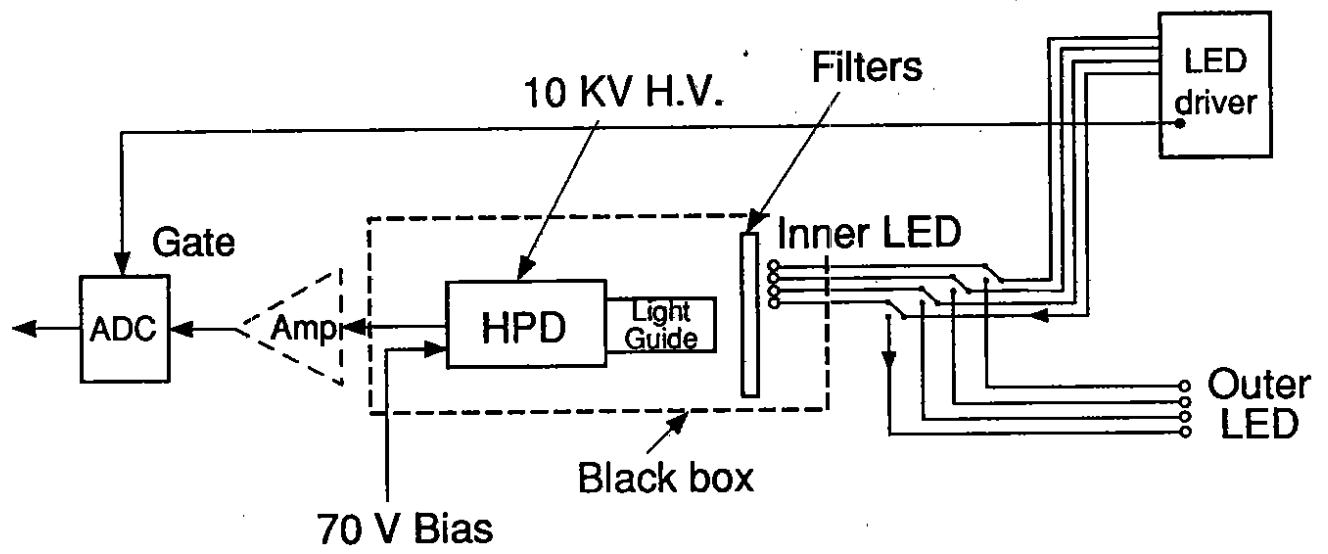 LED
driver
Filters
10 KV H.V.
Gate
Inner LED
ADC
Amp
HPD
Light
Guide
Outer
LED
Black box
70 V Bias